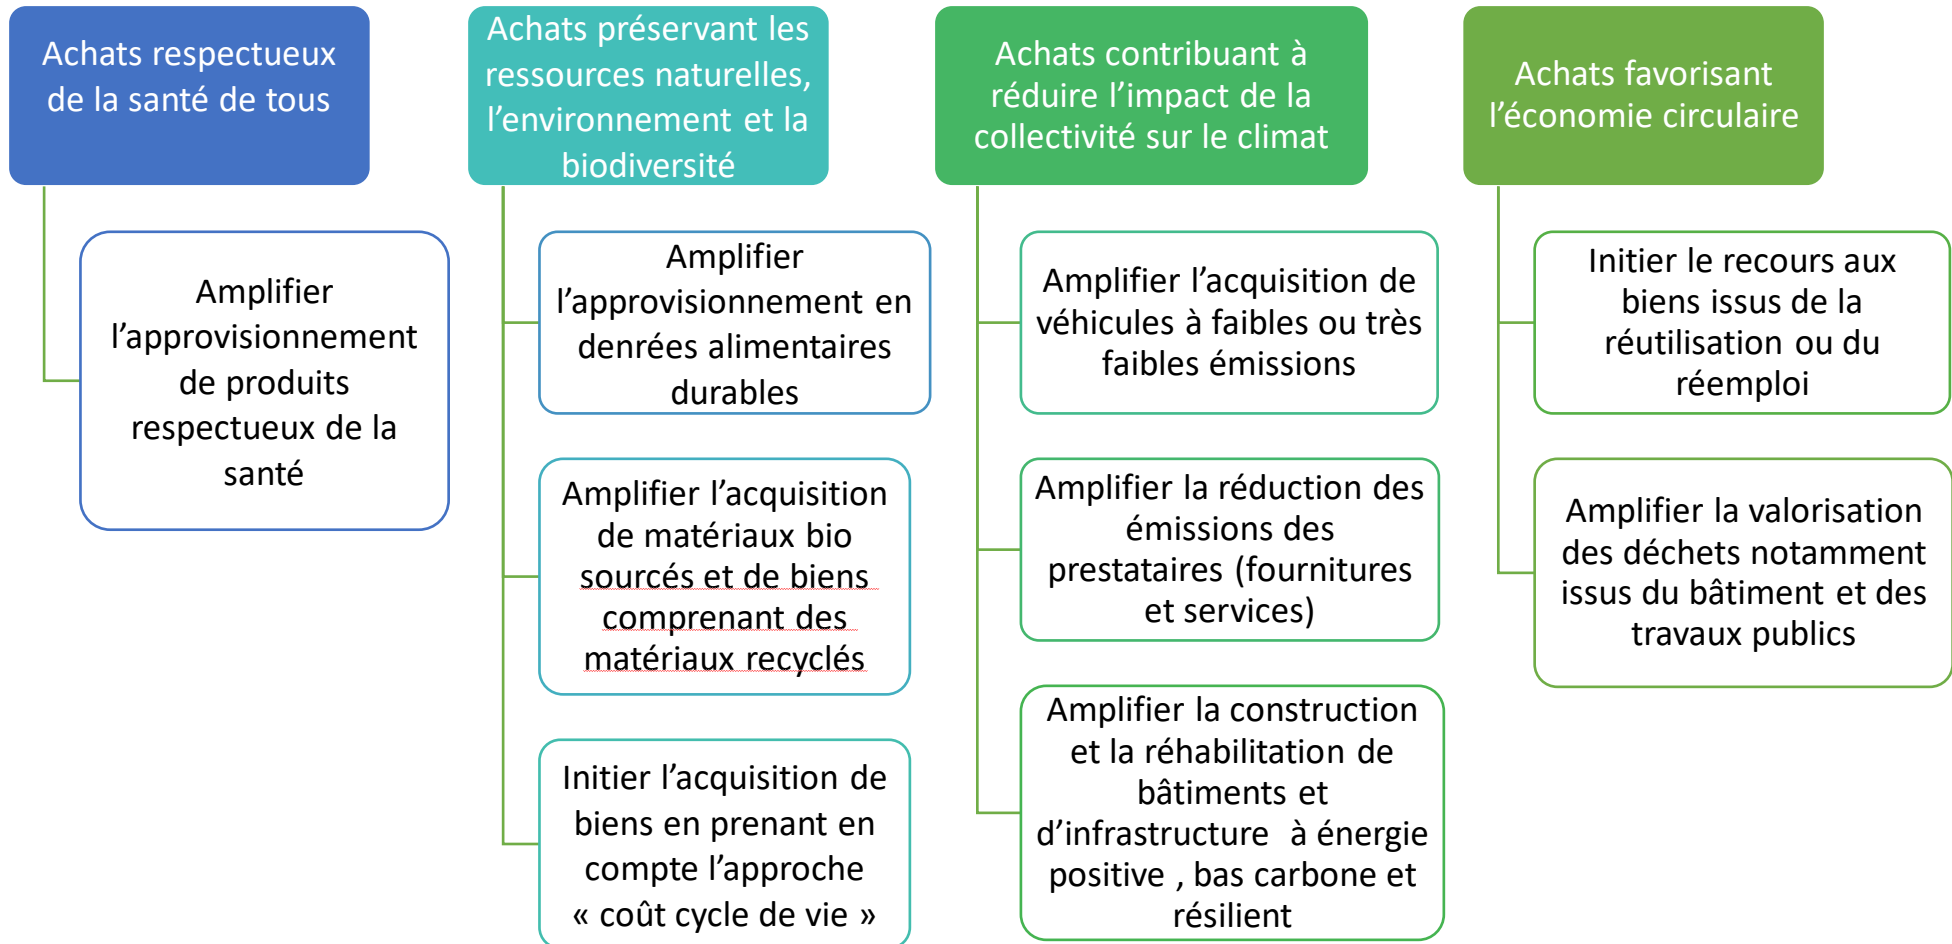 Achats respectueux
de la santé de tous
Amplifier
l’approvisionnement
de produits
respectueux de la
santé
Achats préservant les
ressources naturelles,
l’environnement et la
biodiversité
Amplifier
l’approvisionnement en
denrées alimentaires
durables
Amplifier l’acquisition
de matériaux bio
sourcés et de biens
comprenant des
matériaux recyclés
Initier l’acquisition de
biens en prenant en
compte l’approche
« coût cycle de vie »
Achats contribuant à
réduire l’impact de la
collectivité sur le climat
Amplifier l’acquisition de
véhicules à faibles ou très
faibles émissions
Amplifier la réduction des
émissions des
prestataires (fournitures
et services)
Amplifier la construction
et la réhabilitation de
bâtiments et
d’infrastructure  à énergie
positive , bas carbone et
résilient
Achats favorisant
l’économie circulaire
Initier le recours aux
biens issus de la
réutilisation ou du
réemploi
Amplifier la valorisation
des déchets notamment
issus du bâtiment et des
travaux publics